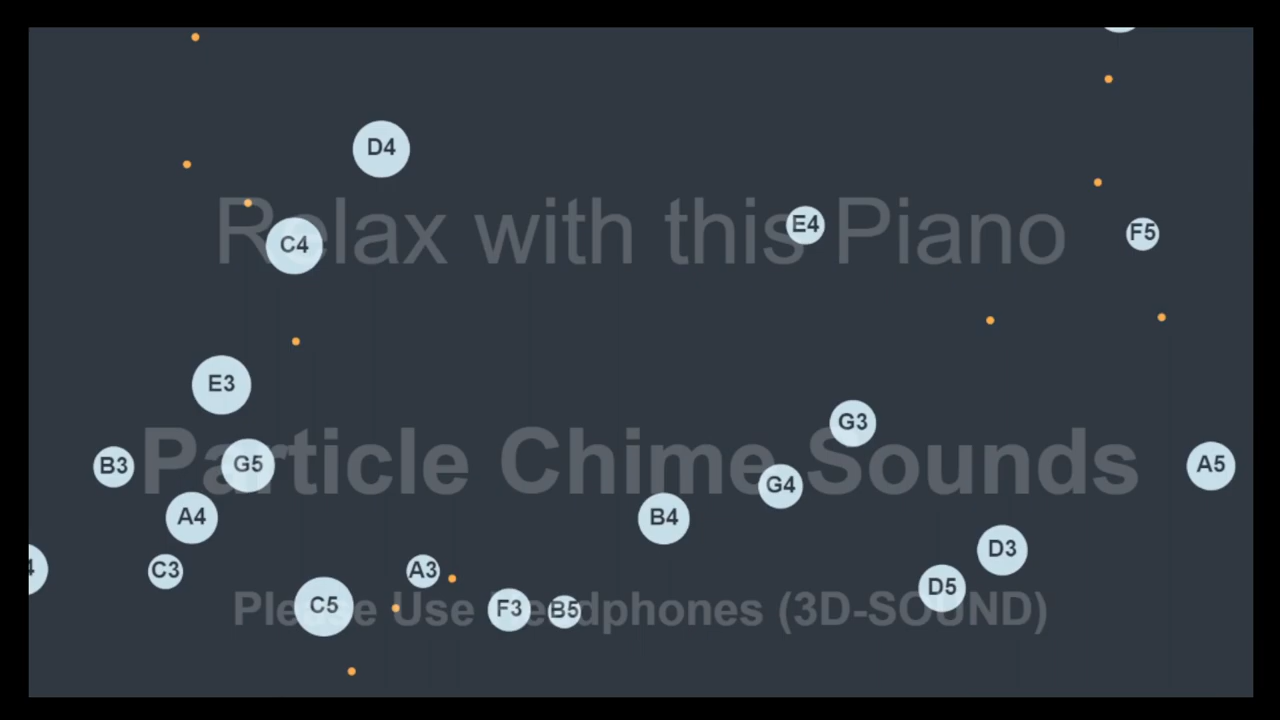 D4
Relax with this Piano
E4
F5
C4
E3
G3
Particle Chime Sounds
B3
G5
A5
G4
A4
B4
D3
4
C3
A3
D5
C5
F3
B5
Please Use Headphones (3D-SOUND)